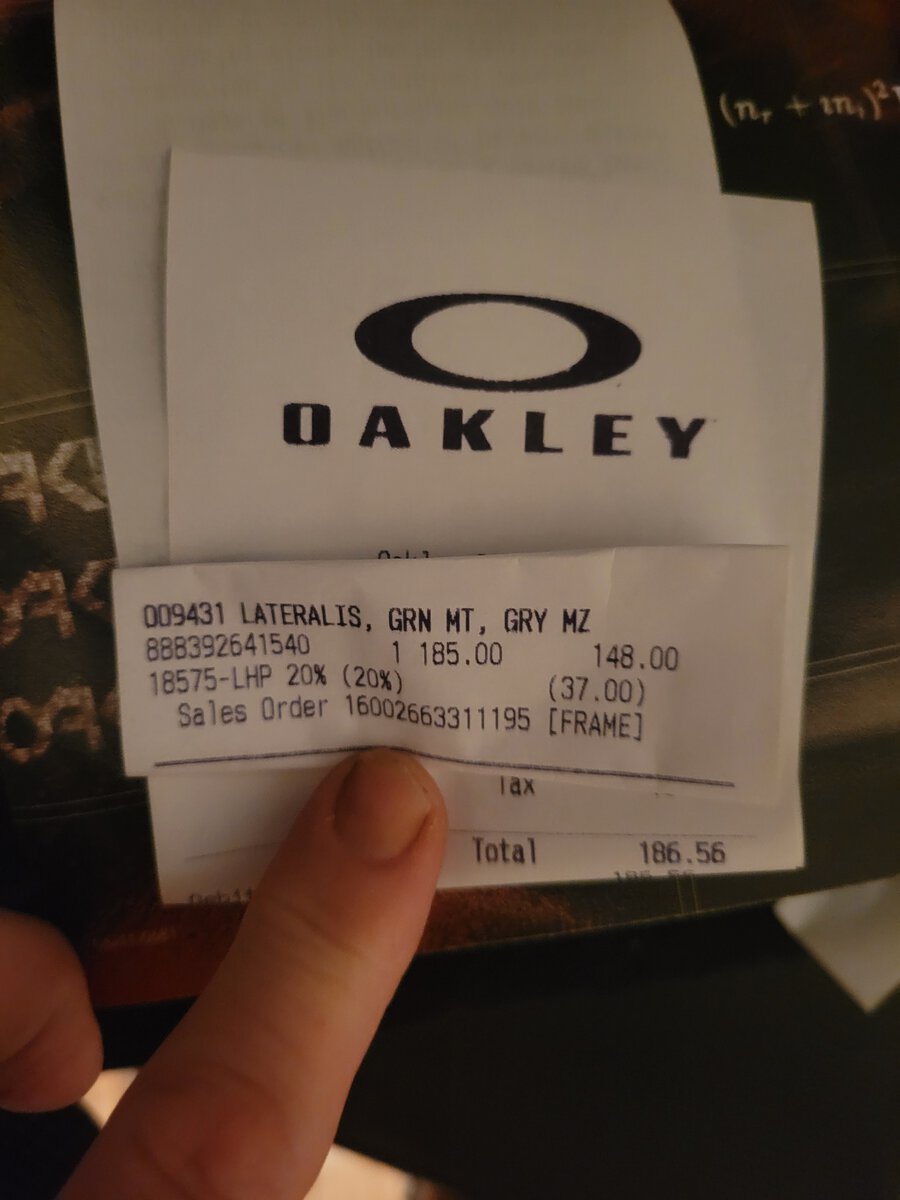 OAKLEY
009431 LATERALIS, GRN MT, GRY MZ
888392641540 1 185.00 148.00
18575-LHP 20% (20%) (37.00)
Sales Order 16002663311195 [FRAME]
Tax
Total 186.56